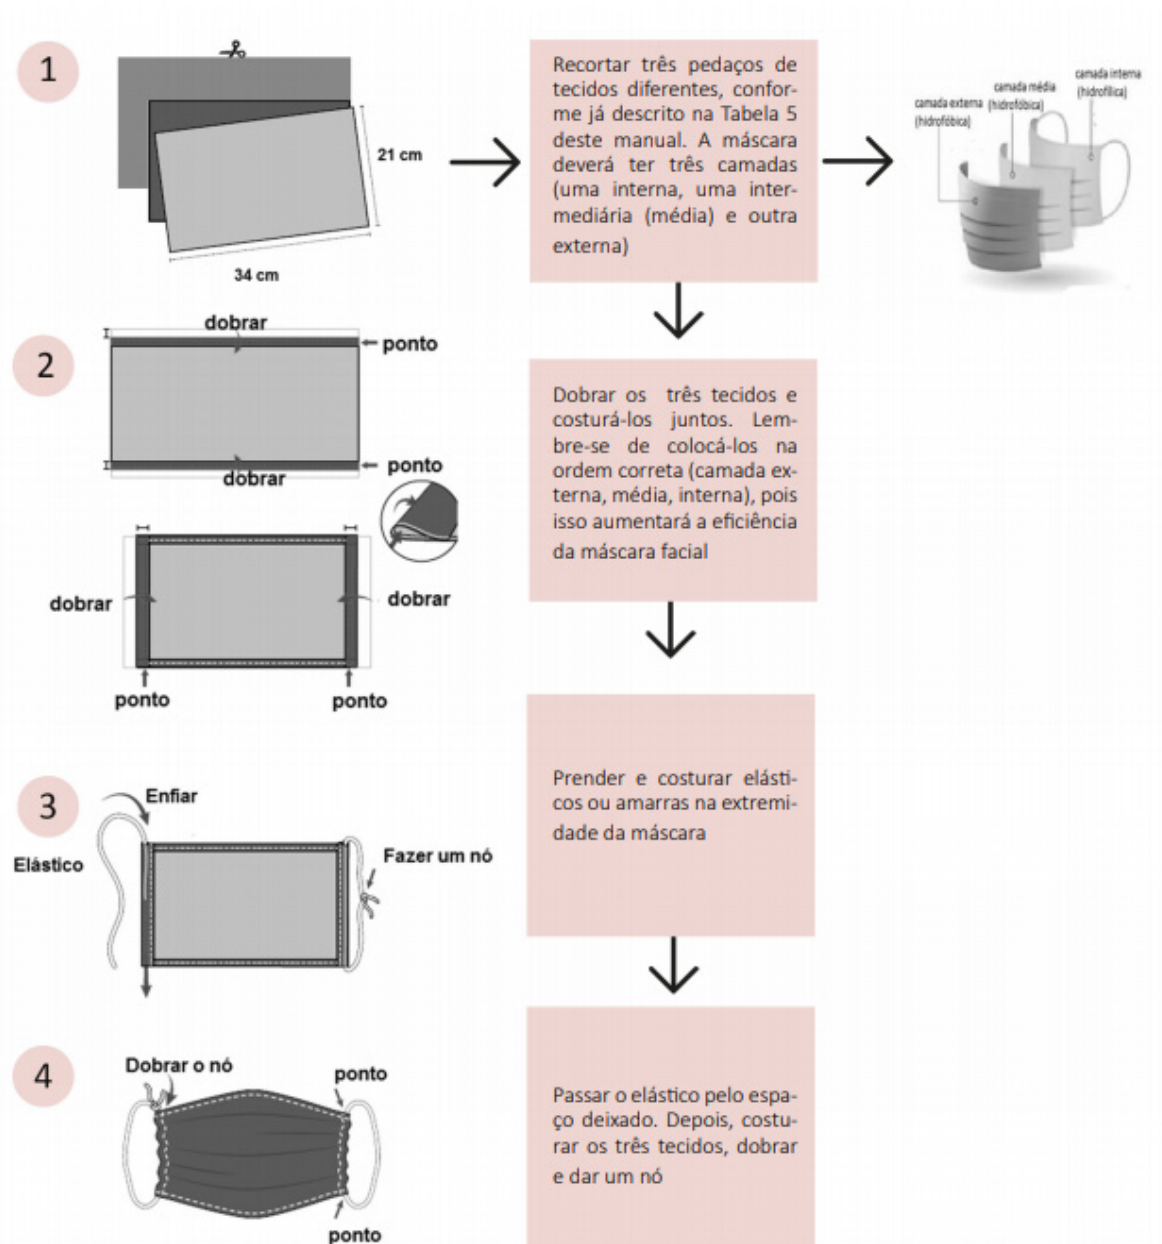 1
21 cm
34 cm
Recortar três pedaços de
tecidos diferentes, confor-
me já descrito na Tabela 5
deste manual. A máscara
deverá ter três camadas
(uma interna, uma inter-
mediária (média) e outra
externa)
camada externa
(hidrofóbica)
camada média
(hidrofóbica)
camada interna
(hidrofílica)
2
dobrar
ponto
ponto
dobrar
dobrar
dobrar
ponto
ponto
Dobrar os três tecidos e
costurá-los juntos. Lem-
bre-se de colocá-los na
ordem correta (camada ex-
terna, média, interna), pois
isso aumentará a eficiência
da máscara facial
3
Enfiar
Elástico
Fazer um nó
Prender e costurar elásti-
cos ou amarras na extremi-
dade da máscara
4
Dobrar o nó
ponto
ponto
Passar o elástico pelo espa-
ço deixado. Depois, costu-
rar os três tecidos, dobrar
e dar um nó